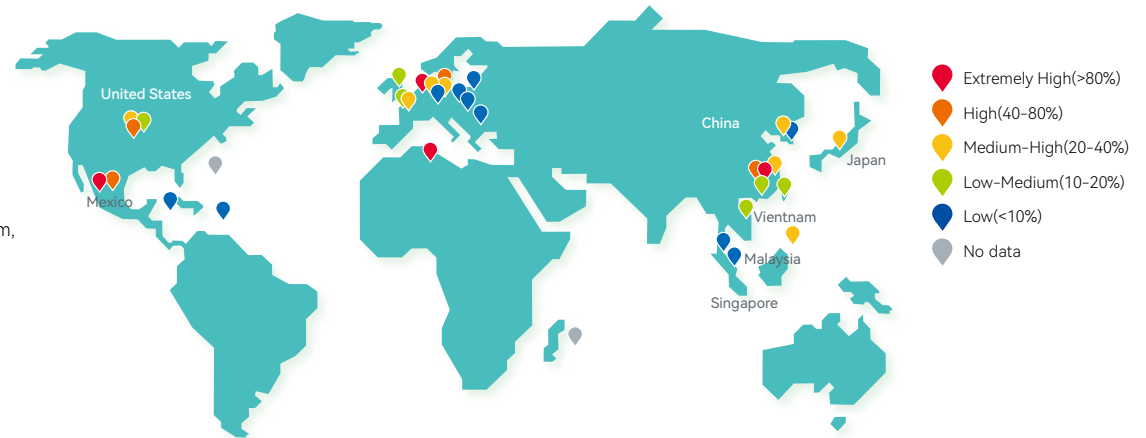 United States
Mexico
m,
China
Japan
Vientnam
Malaysia
Singapore
Extremely High(>80%)
High(40-80%)
Medium-High(20-40%)
Low-Medium(10-20%)
Low(<10%)
No data